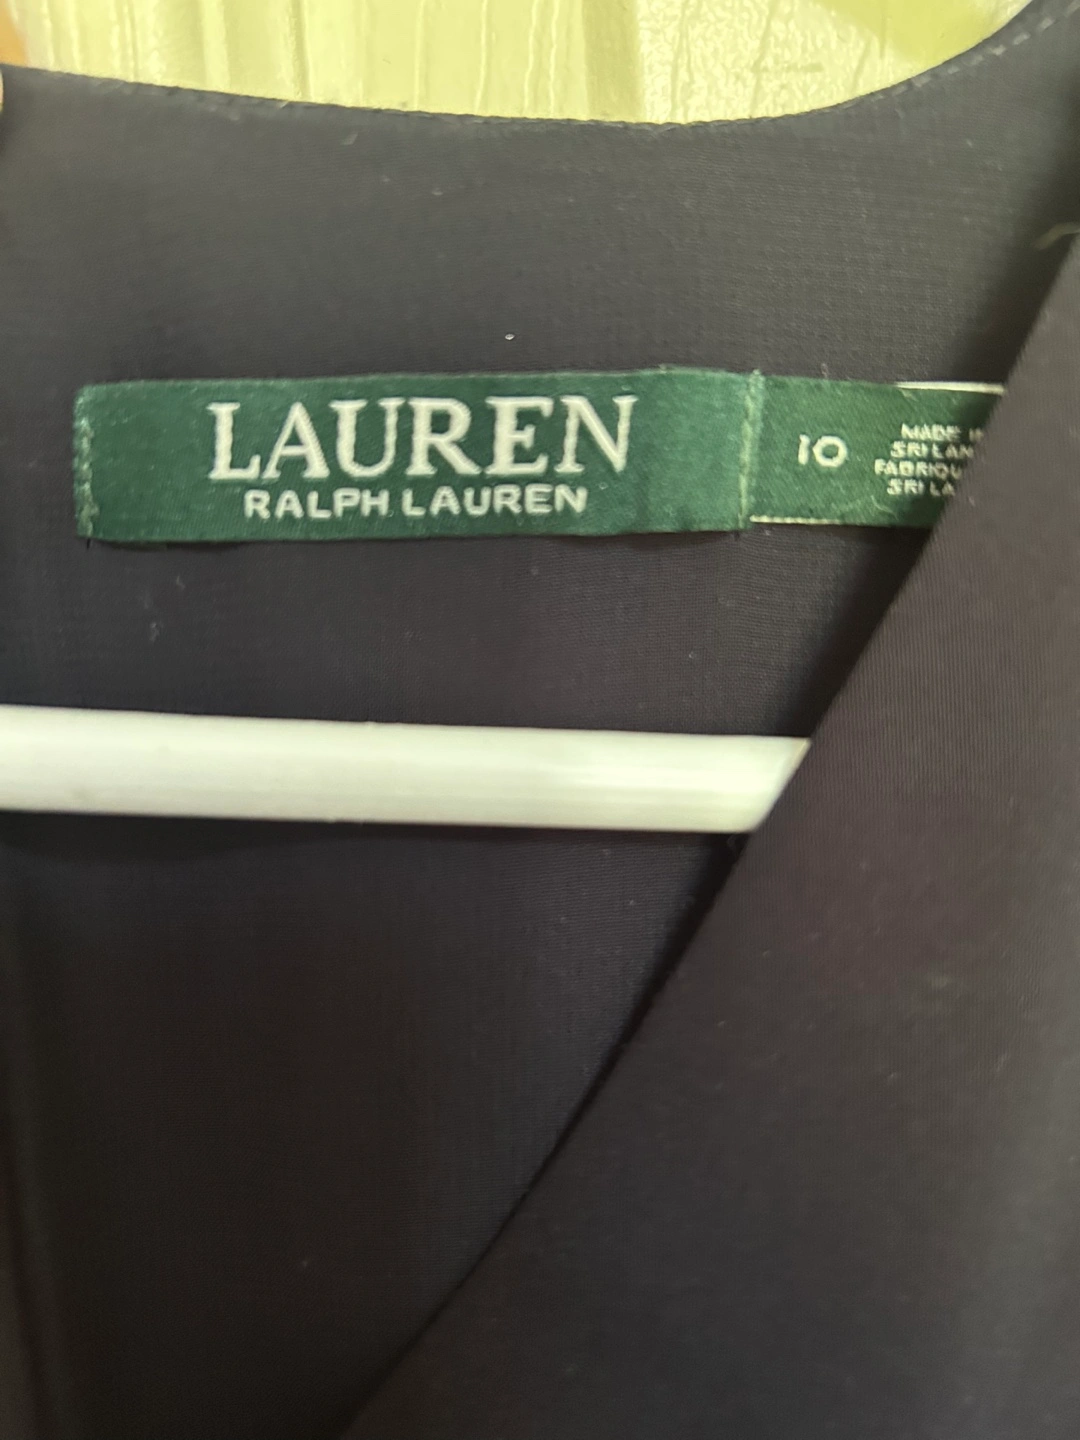 LAUREN
RALPH LAUREN
10
MADE
SRI LAN
FABRIQU
SRI LA